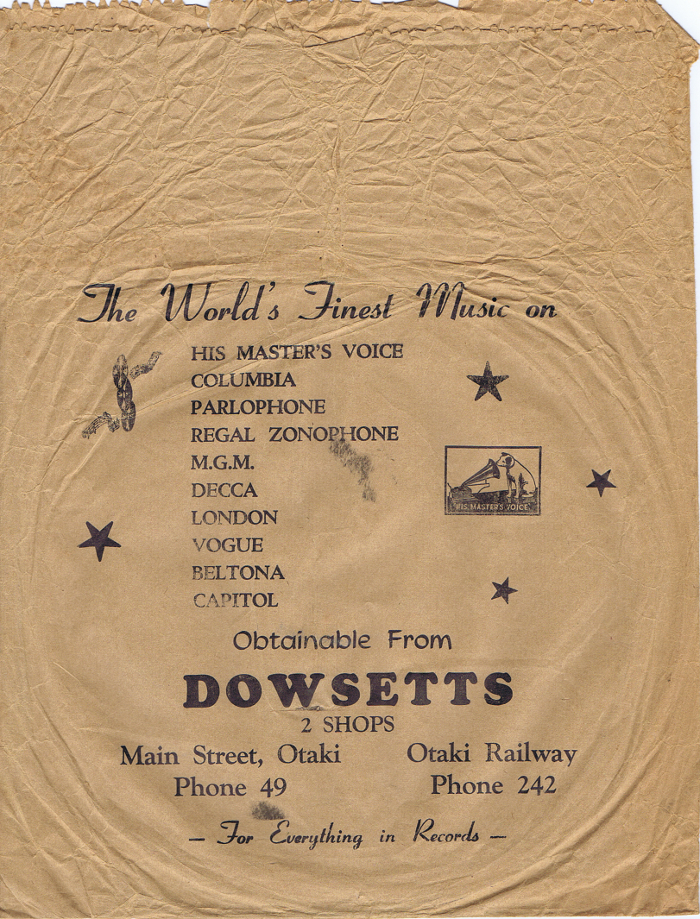 The World's Finest Music on
HIS MASTER'S VOICE
COLUMBIA
PARLOPHONE
REGAL ZONOPHONE
M.G.M.
DECCA
LONDON
VOGUE
BELTONA
CAPITOL
HIS MASTER'S VOICE
Obtainable From
DOWSETTS
2 SHOPS
Main Street, Otaki Otaki Railway
Phone 49 Phone 242
— For Everything in Records —